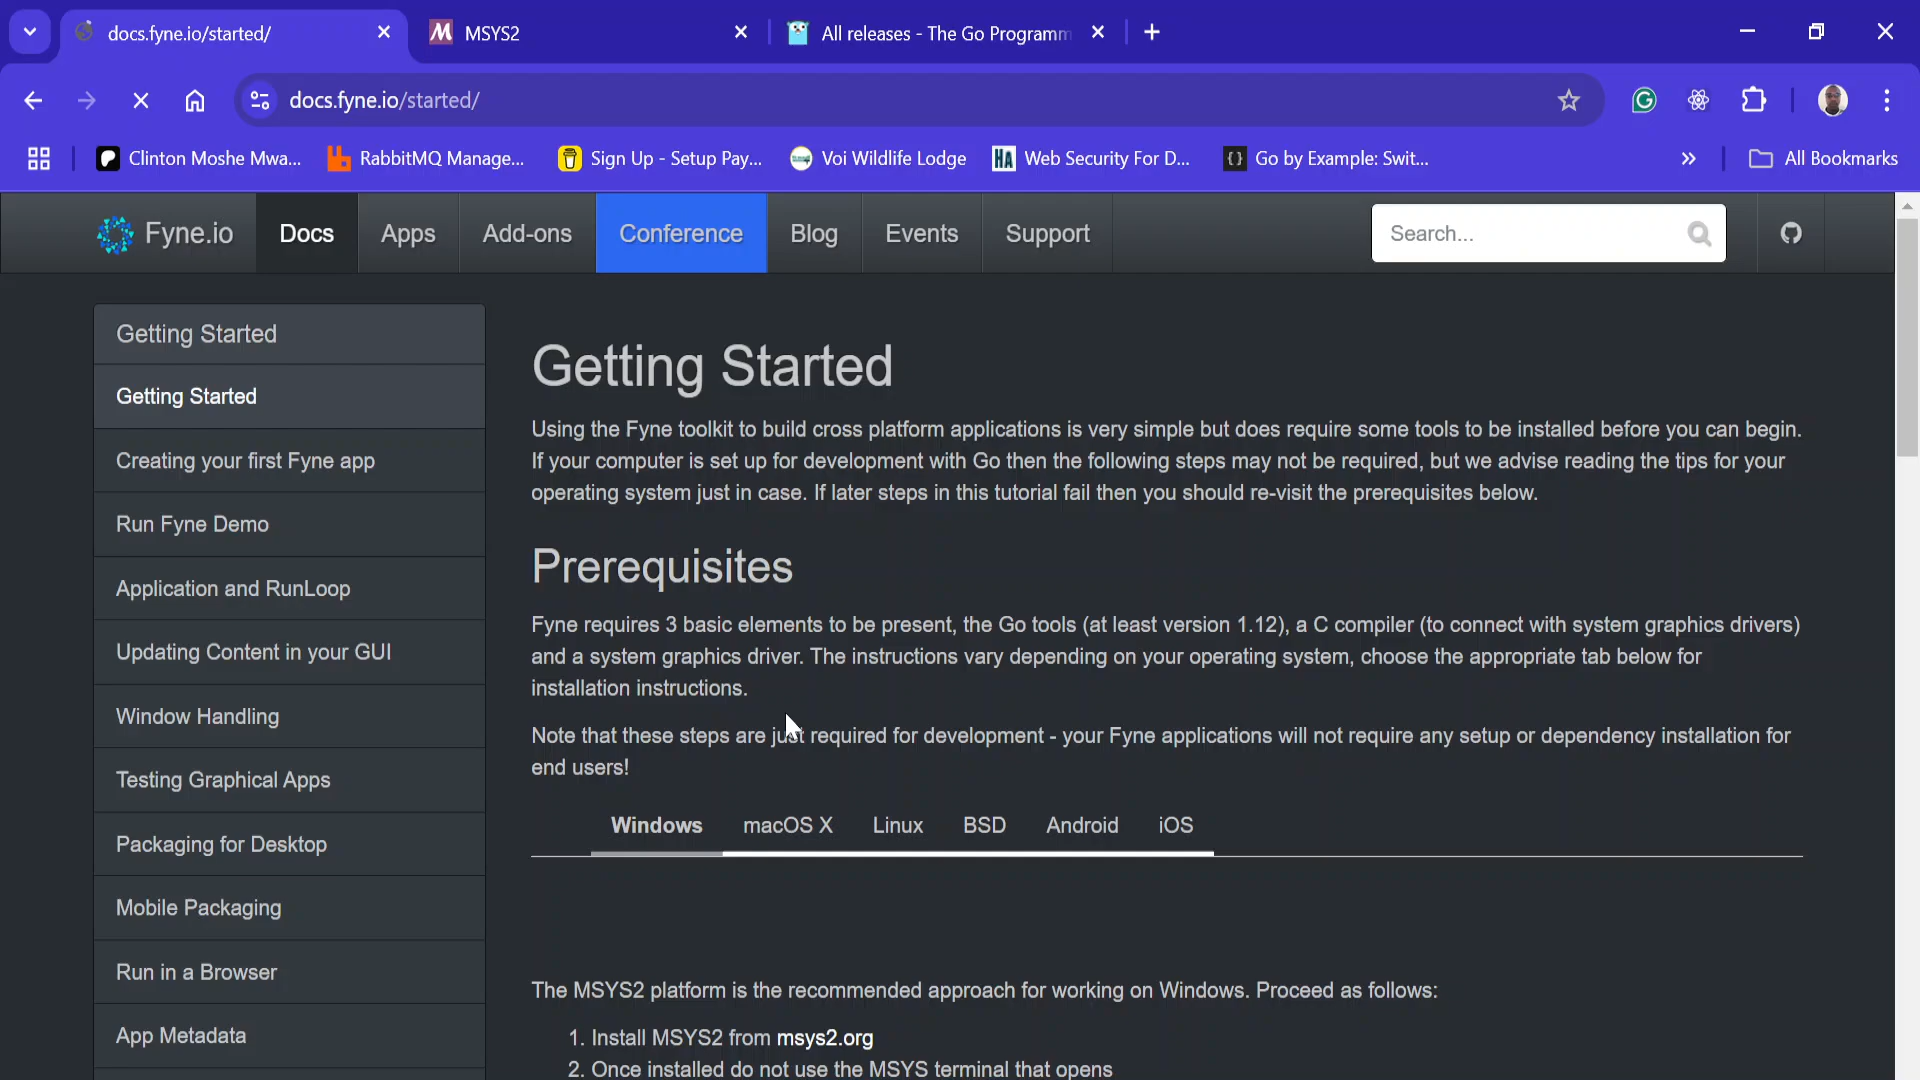 docs.fyne.io/started/
MSYS2
All releases - The Go Programm
docs.fyne.io/started/
Clinton Moshe Mwa...
RabbitMQ Manage...
Sign Up - Setup Pay...
Voi Wildlife Lodge
HA Web Security For D...
Go by Example: Swit...
All Bookmarks
Fyne.io
Docs
Apps
Add-ons
Conference
Blog
Events
Support
Search...
Getting Started
Getting Started
Creating your first Fyne app
Run Fyne Demo
Application and RunLoop
Updating Content in your GUI
Window Handling
Testing Graphical Apps
Packaging for Desktop
Mobile Packaging
Run in a Browser
App Metadata
Getting Started
Using the Fyne toolkit to build cross platform applications is very simple but does require some tools to be installed before you can begin.
If your computer is set up for development with Go then the following steps may not be required, but we advise reading the tips for your
operating system just in case. If later steps in this tutorial fail then you should re-visit the prerequisites below.
Prerequisites
Fyne requires 3 basic elements to be present, the Go tools (at least version 1.12), a C compiler (to connect with system graphics drivers)
and a system graphics driver. The instructions vary depending on your operating system, choose the appropriate tab below for
installation instructions.
Note that these steps are just required for development - your Fyne applications will not require any setup or dependency installation for
end users!
Windows
macOS X
Linux
BSD
Android
iOS
The MSYS2 platform is the recommended approach for working on Windows. Proceed as follows:
1. Install MSYS2 from msys2.org
2. Once installed do not use the MSYS terminal that opens